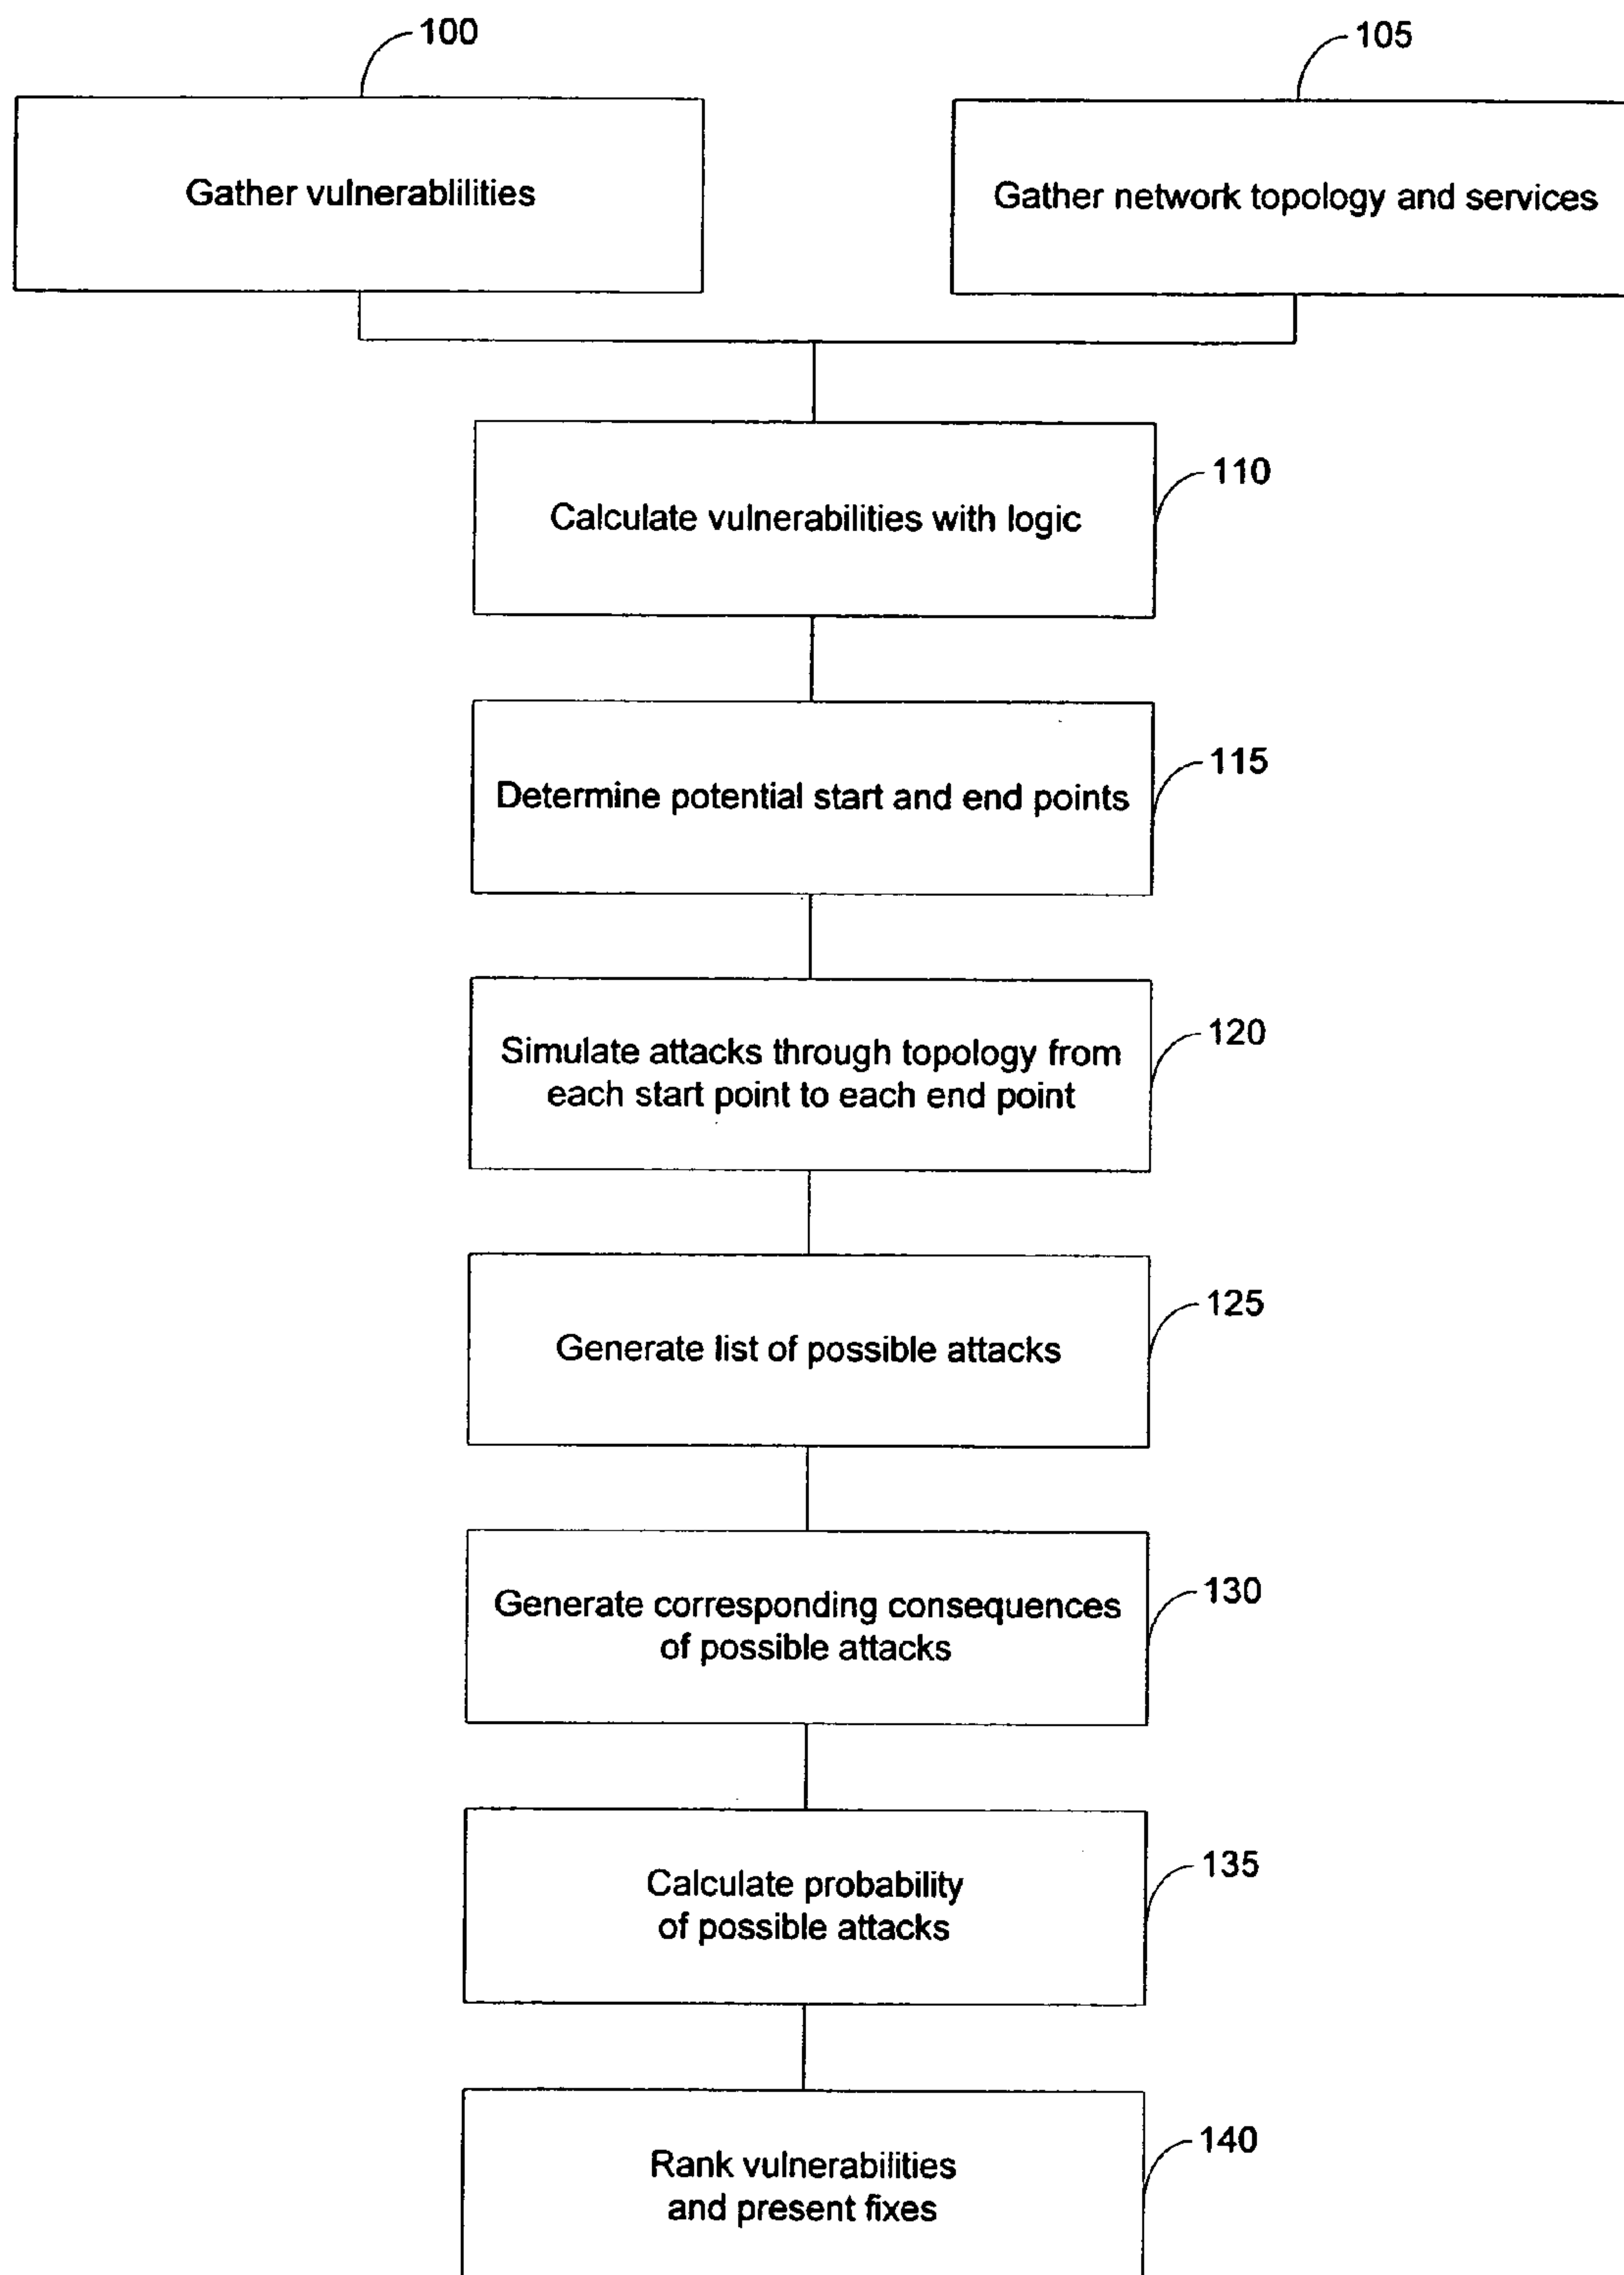 100
105
Gather vulnerablilities
Gather network topology and services
110
Calculate vulnerabilities with logic
115
Determine potential start and end points
120
Simulate attacks through topology from
each start point to each end point
125
Generate list of possible attacks
130
Generate corresponding consequences
of possible attacks
135
Calculate probability
of possible attacks
140
Rank vulnerabilities
and present fixes